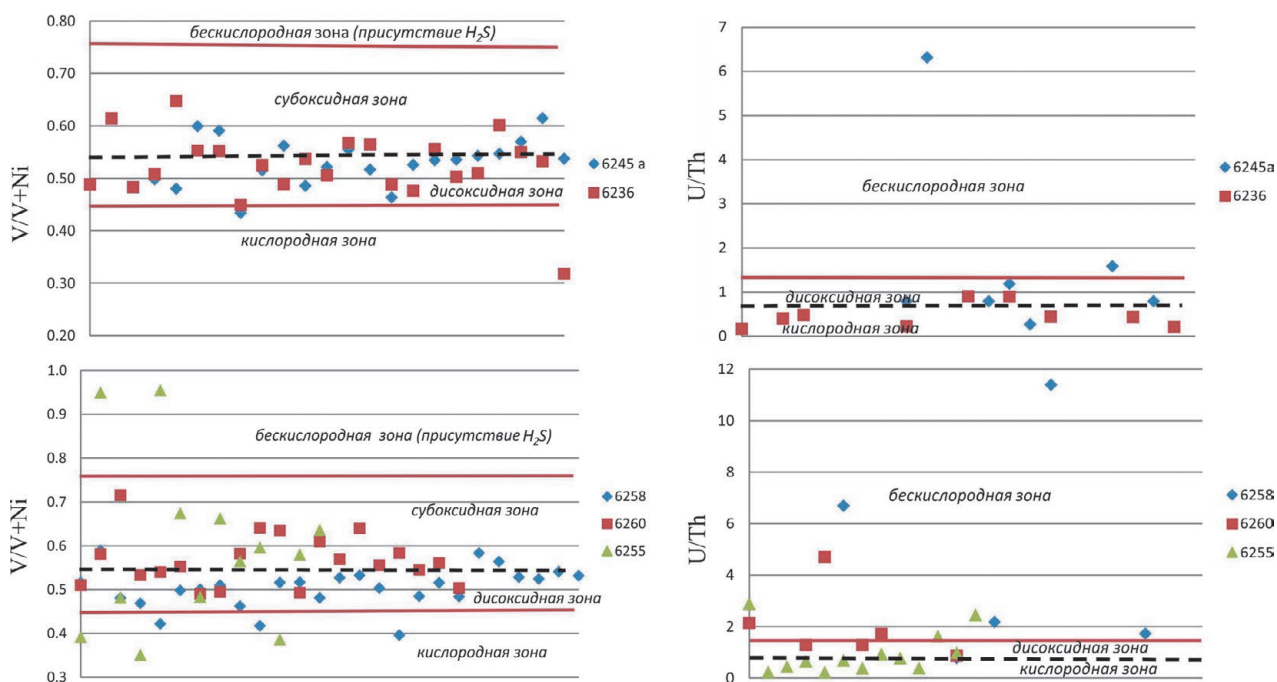 0.80
0.70
0.60
0.50
0.40
0.30
0.20
V/V+Ni
бескислородная зона (присутствие H₂S)
субоксидная зона
дисоксидная зона
кислородная зона
6245 a
6236
7
6
5
4
3
2
1
0
U/Th
бескислородная зона
дисоксидная зона
кислородная зона
6245a
6236
1.0
0.9
0.8
0.7
0.6
0.5
0.4
0.3
V/V+Ni
бескислородная зона (присутствие H₂S)
субоксидная зона
дисоксидная зона
кислородная зона
6258
6260
6255
12
10
8
6
4
2
0
U/Th
бескислородная зона
дисоксидная зона
кислородная зона
6258
6260
6255